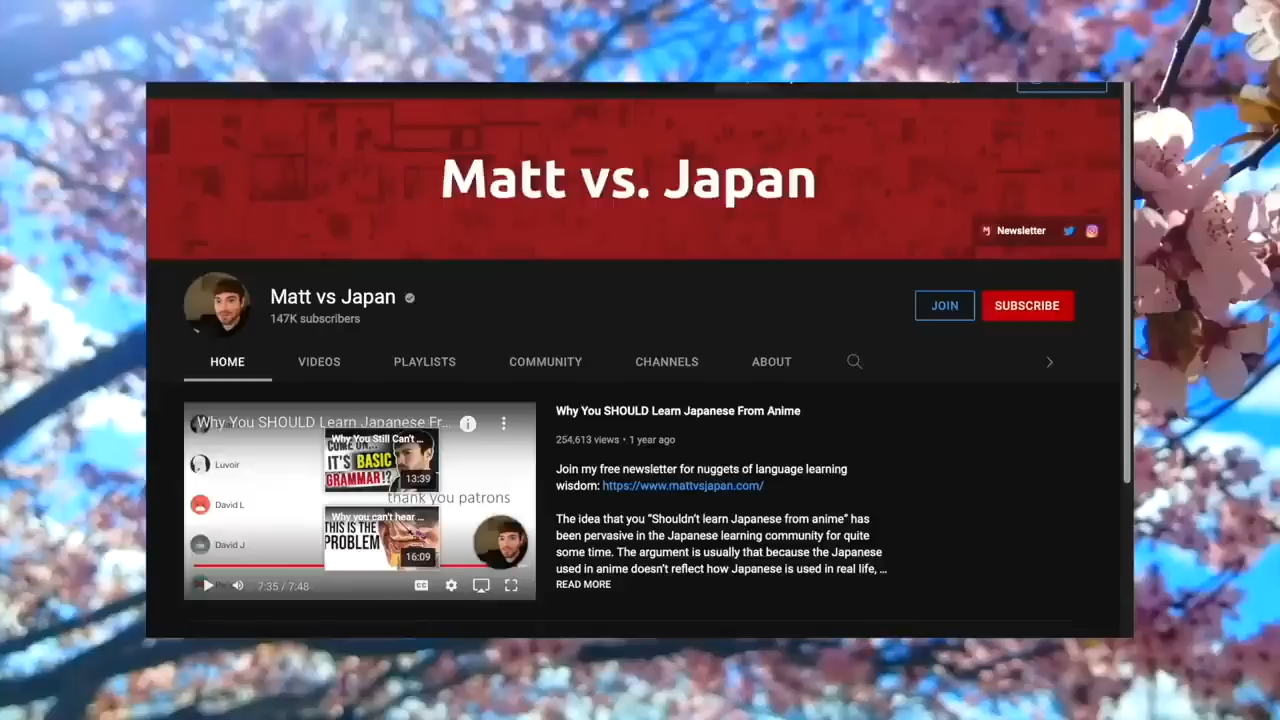 Matt vs. Japan
Newsletter
Matt vs Japan
147K subscribers
JOIN
SUBSCRIBE
HOME
VIDEOS
PLAYLISTS
COMMUNITY
CHANNELS
ABOUT
Why You SHOULD Learn Japanese Fr...
Why You Still Can't ...
COME ON...
IT'S BASIC
GRAMMAR!?
13:39
Luvoir
thank you patrons
David L
Why you can't hear ...
THIS IS THE
PROBLEM
16:09
David J
7:35 / 7:48
CC
Why You SHOULD Learn Japanese From Anime
254,613 views • 1 year ago
Join my free newsletter for nuggets of language learning
wisdom: https://www.mattvsjapan.com/
The idea that you “Shouldn’t learn Japanese from anime” has
been pervasive in the Japanese learning community for quite
some time. The argument is usually that because the Japanese
used in anime doesn’t reflect how Japanese is used in real life, ...
READ MORE